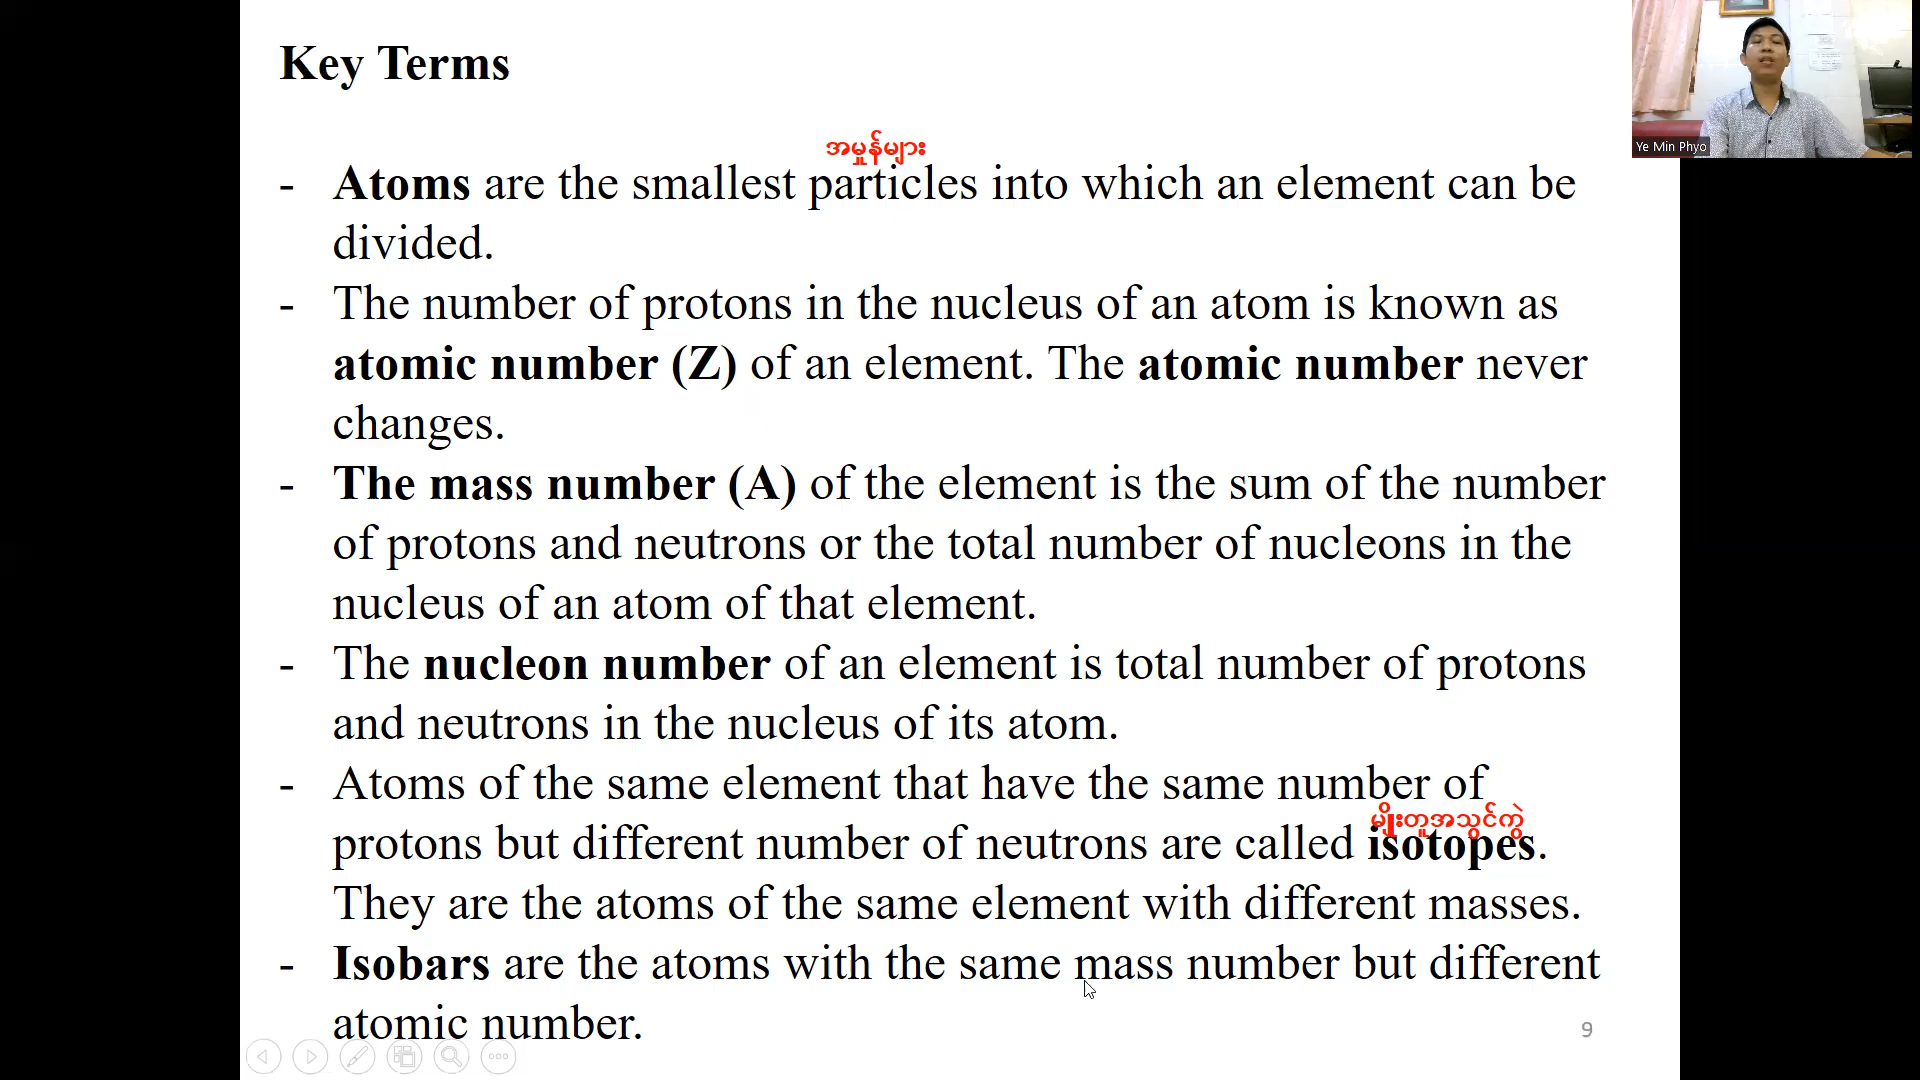 Key Terms
Ye Min Phyo
အမှုန်များ
- Atoms are the smallest particles into which an element can be
divided.
- The number of protons in the nucleus of an atom is known as
atomic number (Z) of an element. The atomic number never
changes.
- The mass number (A) of the element is the sum of the number
of protons and neutrons or the total number of nucleons in the
nucleus of an atom of that element.
- The nucleon number of an element is total number of protons
and neutrons in the nucleus of its atom.
- Atoms of the same element that have the same number of
မျိုးတူအသွင်ကွဲ
protons but different number of neutrons are called isotopes.
They are the atoms of the same element with different masses.
- Isobars are the atoms with the same mass number but different
atomic number.
9